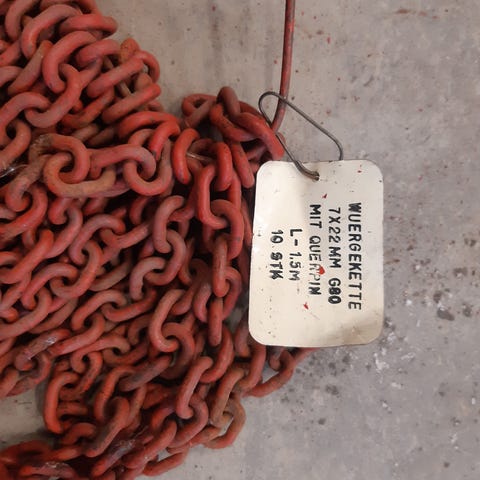 WUERGEKETTE
7X22MM G80
MIT QUERPIN
L-1.5M
10 STK